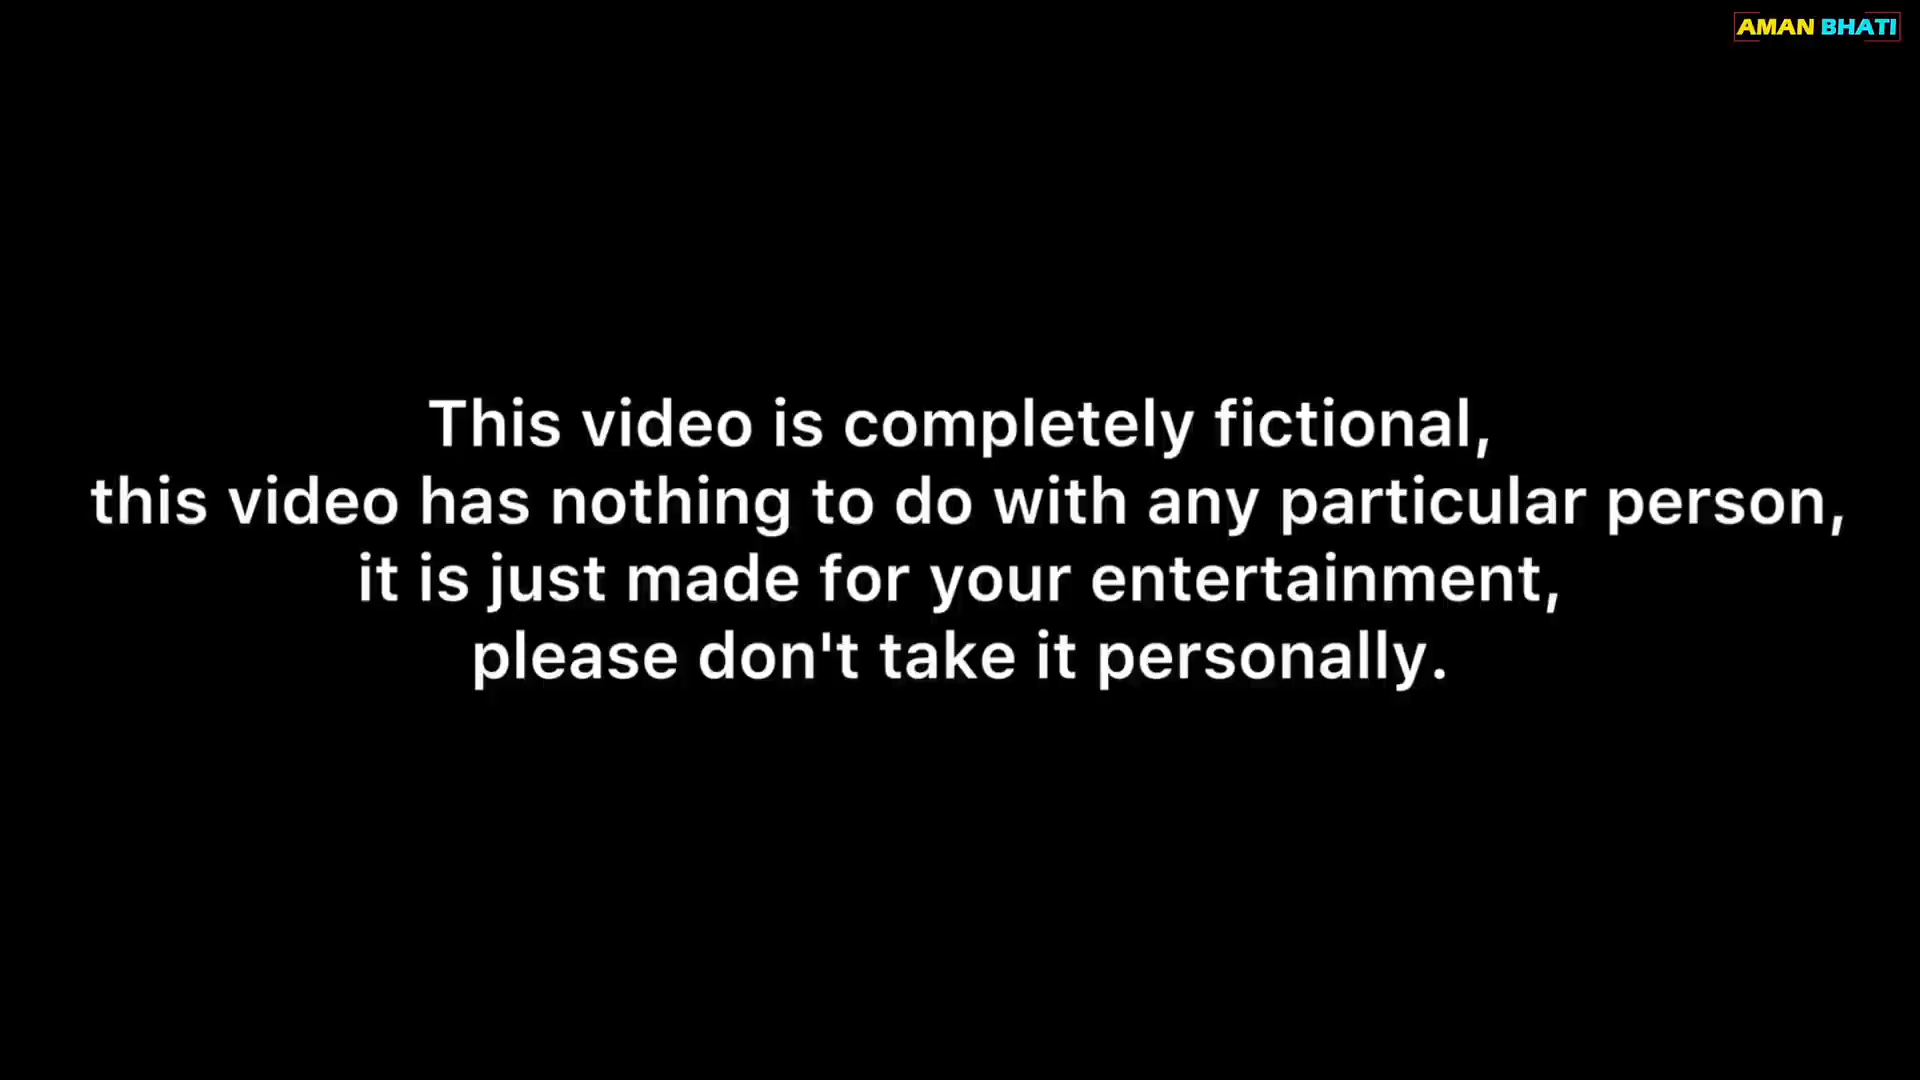 AMAN BHATI
This video is completely fictional,
this video has nothing to do with any particular person,
it is just made for your entertainment,
please don't take it personally.